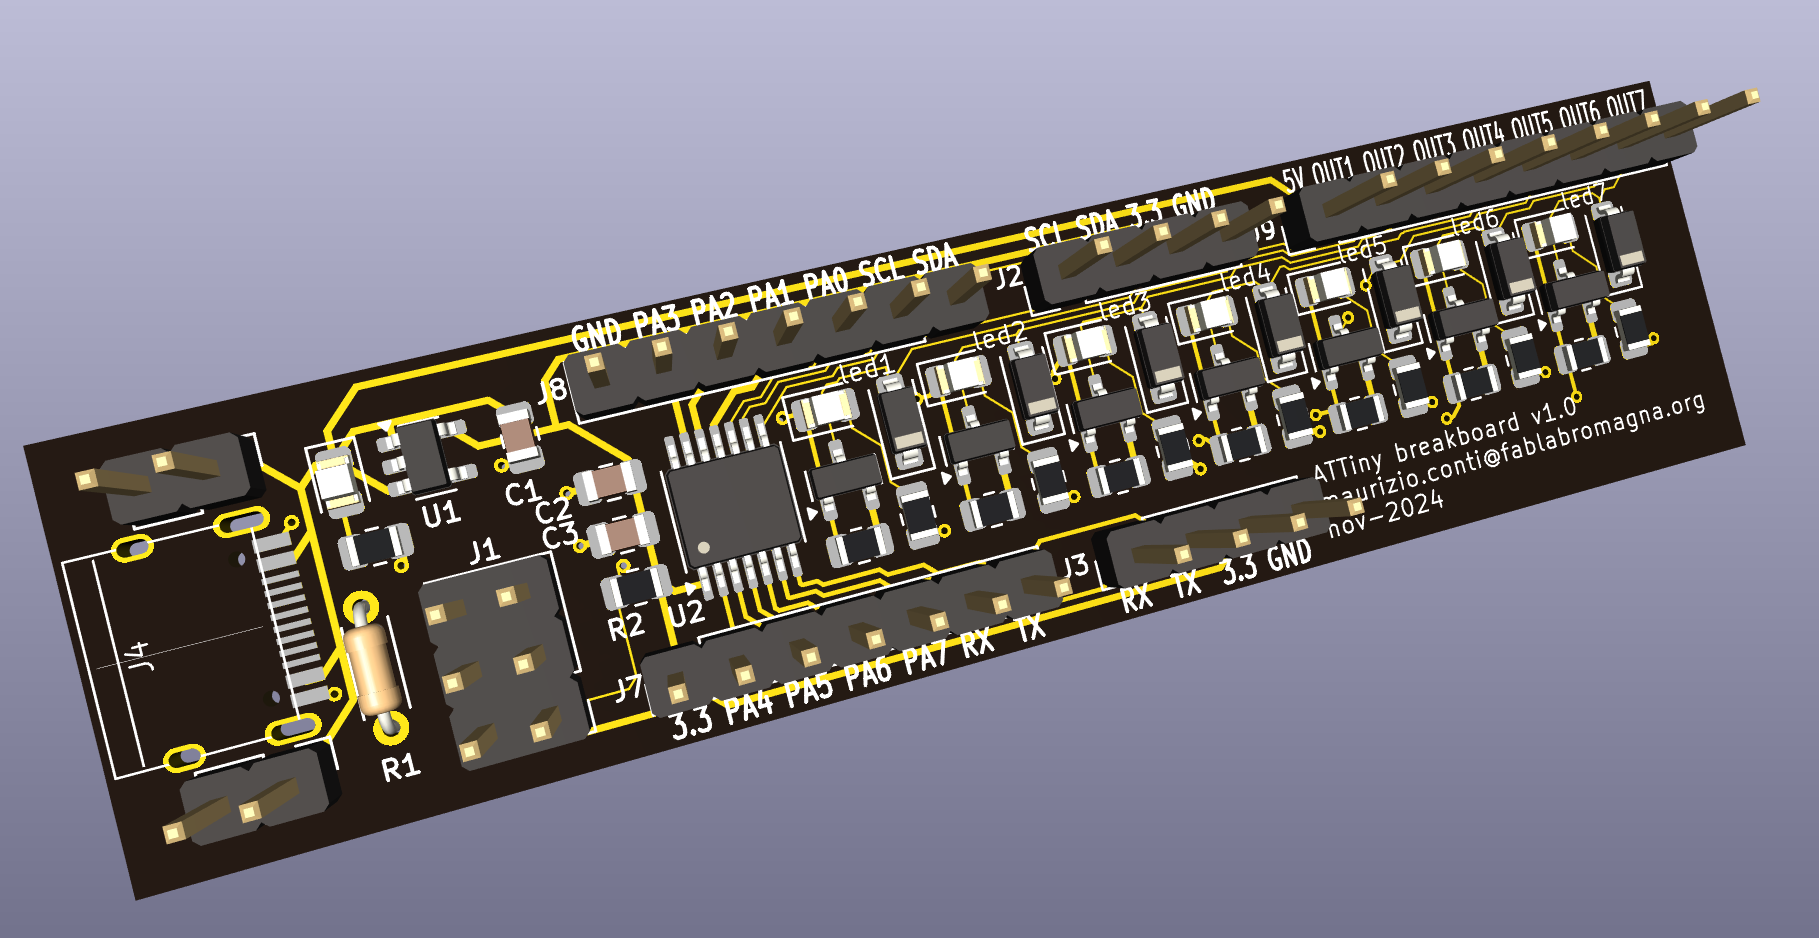 5V OUT1 OUT2 OUT3 OUT4 OUT5 OUT6 OUT7
SCL SDA 3.3 GND
J9
J2
GND PA3 PA2 PA1 PA0 SCL SDA
J8
led1
led2
led3
led4
led5
led6
led7
U1
C1
C2
C3
J1
R2
U2
J4
R1
J7
3.3 PA4 PA5 PA6 PA7 RX TX
J3
RX TX 3.3 GND
ATTiny breakboard v1.0
maurizio.conti@fablabromagna.org
nov-2024